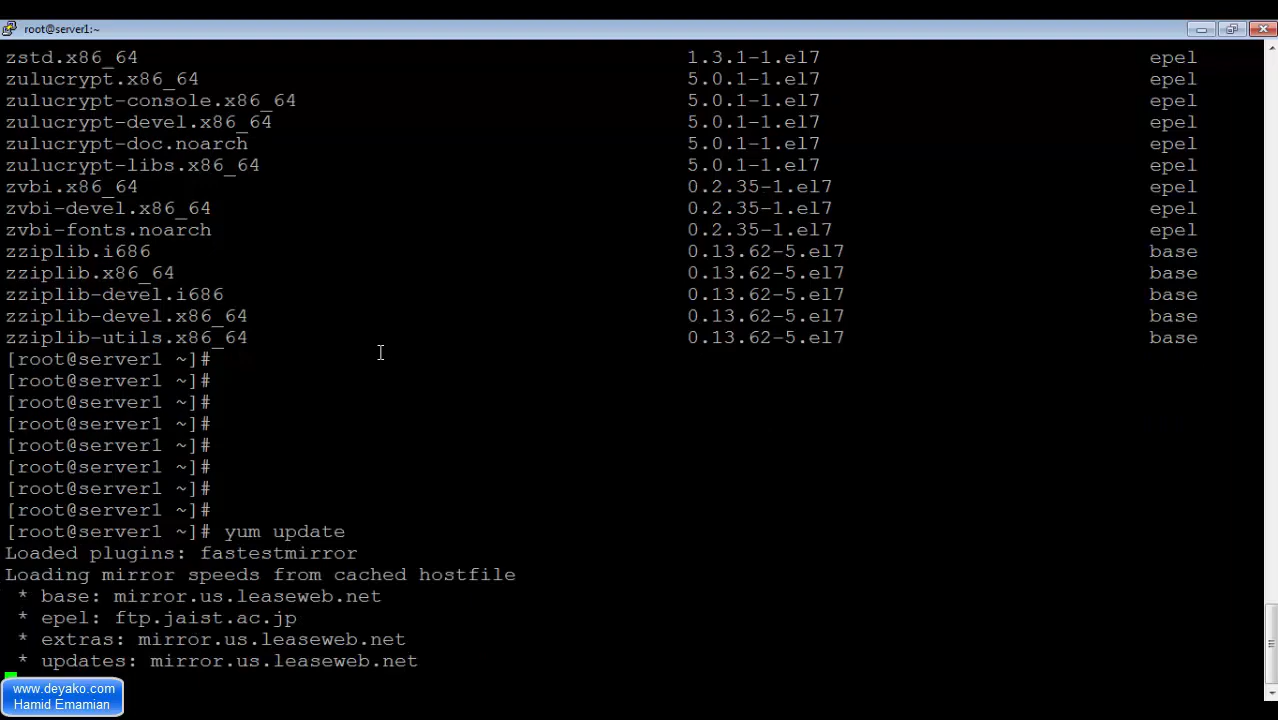 root@server1:~
zstd.x86_64 1.3.1-1.el7 epel
zulucrypt.x86_64 5.0.1-1.el7 epel
zulucrypt-console.x86_64 5.0.1-1.el7 epel
zulucrypt-devel.x86_64 5.0.1-1.el7 epel
zulucrypt-doc.noarch 5.0.1-1.el7 epel
zulucrypt-libs.x86_64 5.0.1-1.el7 epel
zvbi.x86_64 0.2.35-1.el7 epel
zvbi-devel.x86_64 0.2.35-1.el7 epel
zvbi-fonts.noarch 0.2.35-1.el7 epel
zziplib.i686 0.13.62-5.el7 base
zziplib.x86_64 0.13.62-5.el7 base
zziplib-devel.i686 0.13.62-5.el7 base
zziplib-devel.x86_64 0.13.62-5.el7 base
zziplib-utils.x86_64 0.13.62-5.el7 base
[root@server1 ~]#
[root@server1 ~]#
[root@server1 ~]#
[root@server1 ~]#
[root@server1 ~]#
[root@server1 ~]#
[root@server1 ~]#
[root@server1 ~]#
[root@server1 ~]# yum update
Loaded plugins: fastestmirror
Loading mirror speeds from cached hostfile
* base: mirror.us.leaseweb.net
* epel: ftp.jaist.ac.jp
* extras: mirror.us.leaseweb.net
* updates: mirror.us.leaseweb.net
www.deyako.com
Hamid Emamian